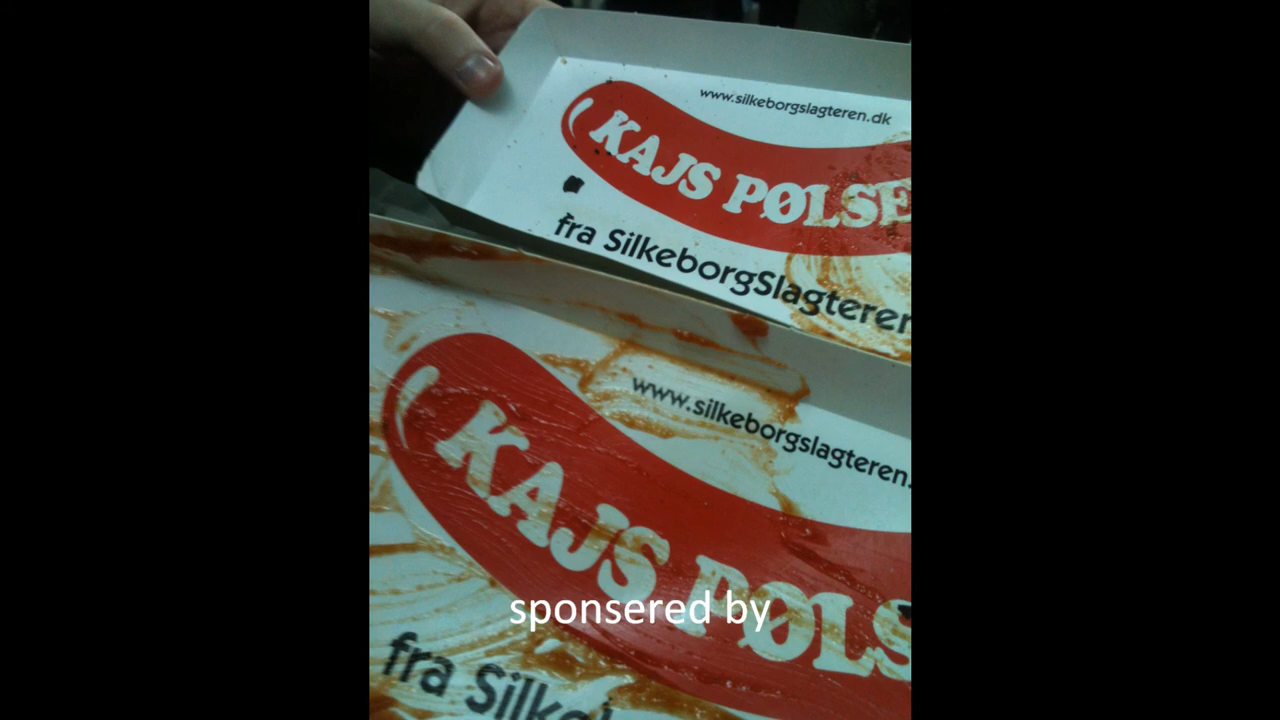 www.silkeborgslagteren.dk
KAJS PØLSE
fra SilkeborgSlagteren
www.silkeborgslagteren.
KAJS PØLS
sponsered by
fra Silke